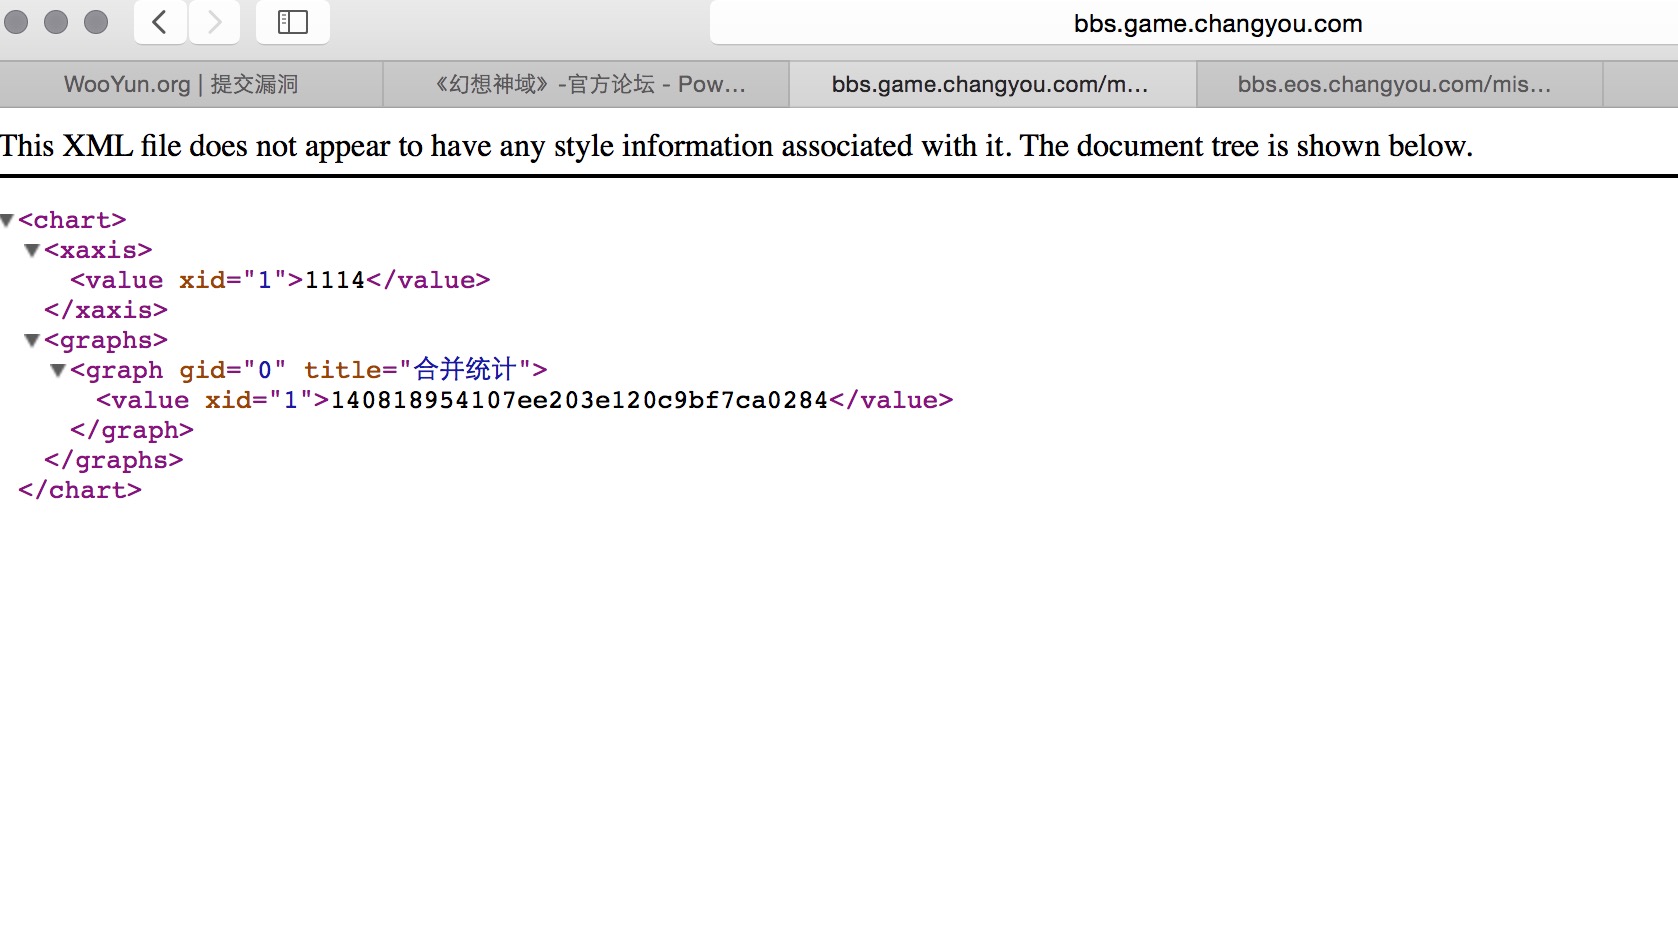 bbs.game.changyou.com
WooYun.org | 提交漏洞
《幻想神域》-官方论坛 - Pow...
bbs.game.changyou.com/m...
bbs.eos.changyou.com/mis...
This XML file does not appear to have any style information associated with it. The document tree is shown below.
<chart>
<xaxis>
<value xid="1">1114</value>
</xaxis>
<graphs>
<graph gid="0" title="合并统计">
<value xid="1">140818954107ee203e120c9bf7ca0284</value>
</graph>
</graphs>
</chart>